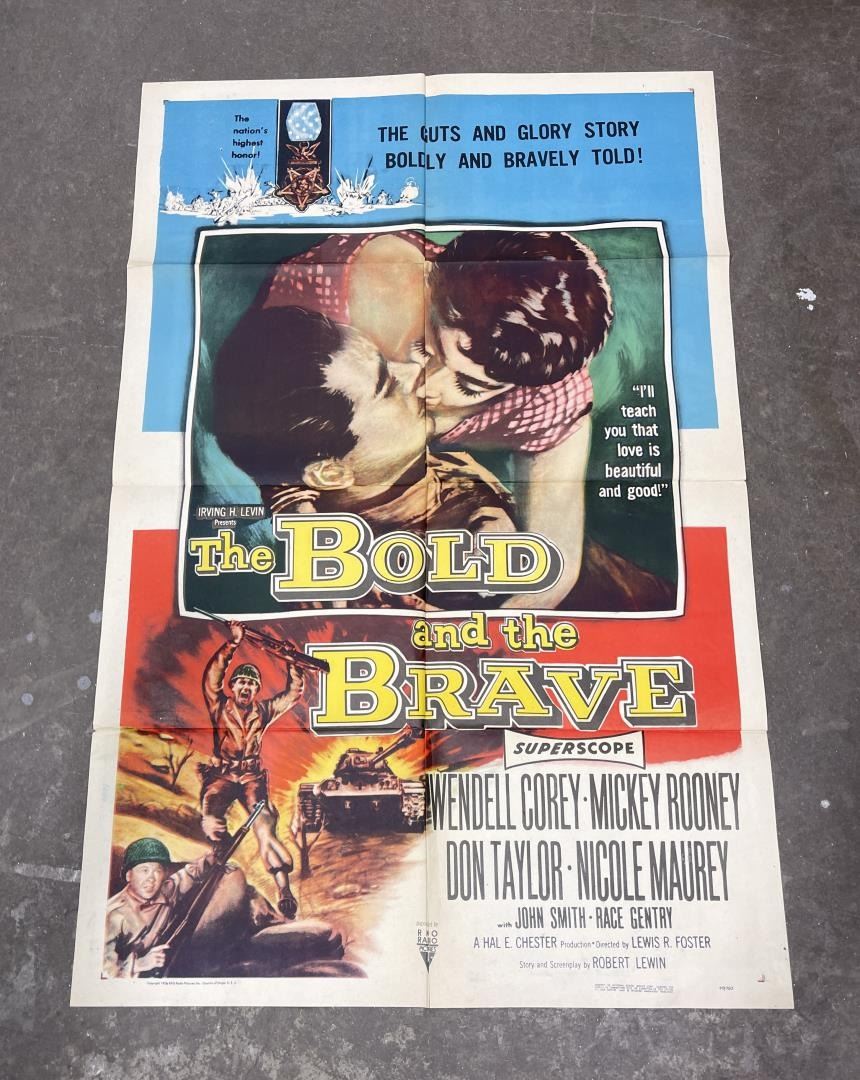 The
nation's
highest
honor!
THE GUTS AND GLORY STORY
BOLDLY AND BRAVELY TOLD!
"I'll
teach
you that
love is
beautiful
and good!"
IRVING H. LEVIN
Presents
The BOLD
and the
BRAVE
SUPERSCOPE
WENDELL COREY · MICKEY ROONEY
DON TAYLOR · NICOLE MAUREY
with JOHN SMITH · RACE GENTRY
A HAL E. CHESTER Production · Directed by LEWIS R. FOSTER
Story and Screenplay by ROBERT LEWIN
RKO
RADIO
PICTURES